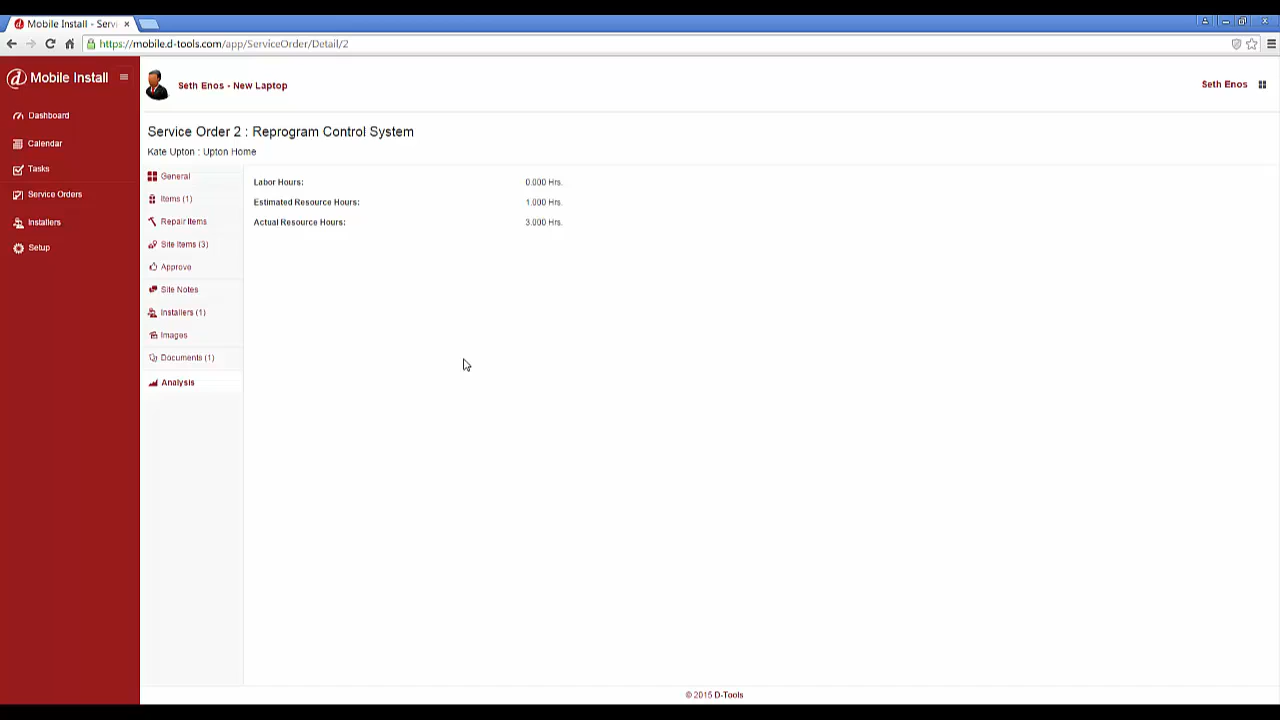 Mobile Install - Servi
https://mobile.d-tools.com/app/ServiceOrder/Detail/2
d Mobile Install
Seth Enos - New Laptop
Seth Enos
Dashboard
Calendar
Tasks
Service Orders
Installers
Setup
Service Order 2 : Reprogram Control System
Kate Upton : Upton Home
General
Items (1)
Repair Items
Site Items (3)
Approve
Site Notes
Installers (1)
Images
Documents (1)
Analysis
Labor Hours: 0.000 Hrs.
Estimated Resource Hours: 1.000 Hrs.
Actual Resource Hours: 3.000 Hrs.
© 2015 D-Tools